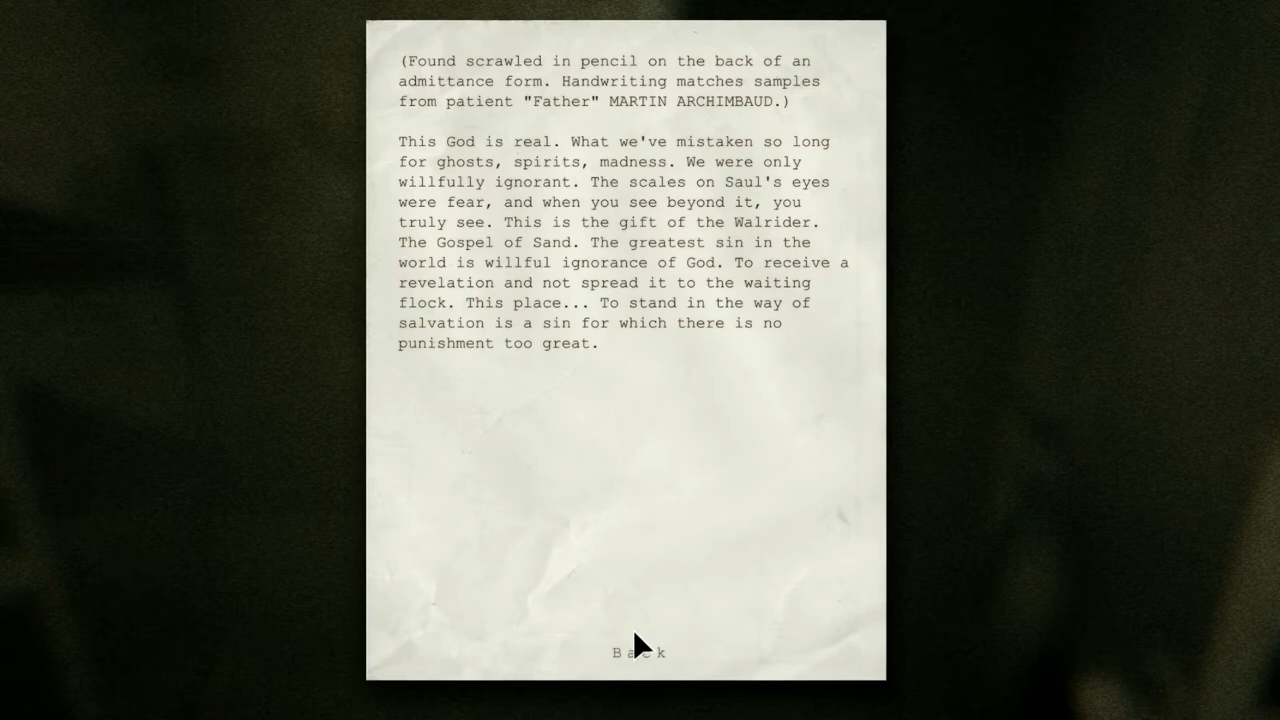 (Found scrawled in pencil on the back of an
admittance form. Handwriting matches samples
from patient "Father" MARTIN ARCHIMBAUD.)
This God is real. What we've mistaken so long
for ghosts, spirits, madness. We were only
willfully ignorant. The scales on Saul's eyes
were fear, and when you see beyond it, you
truly see. This is the gift of the Walrider.
The Gospel of Sand. The greatest sin in the
world is willful ignorance of God. To receive a
revelation and not spread it to the waiting
flock. This place... To stand in the way of
salvation is a sin for which there is no
punishment too great.
Back